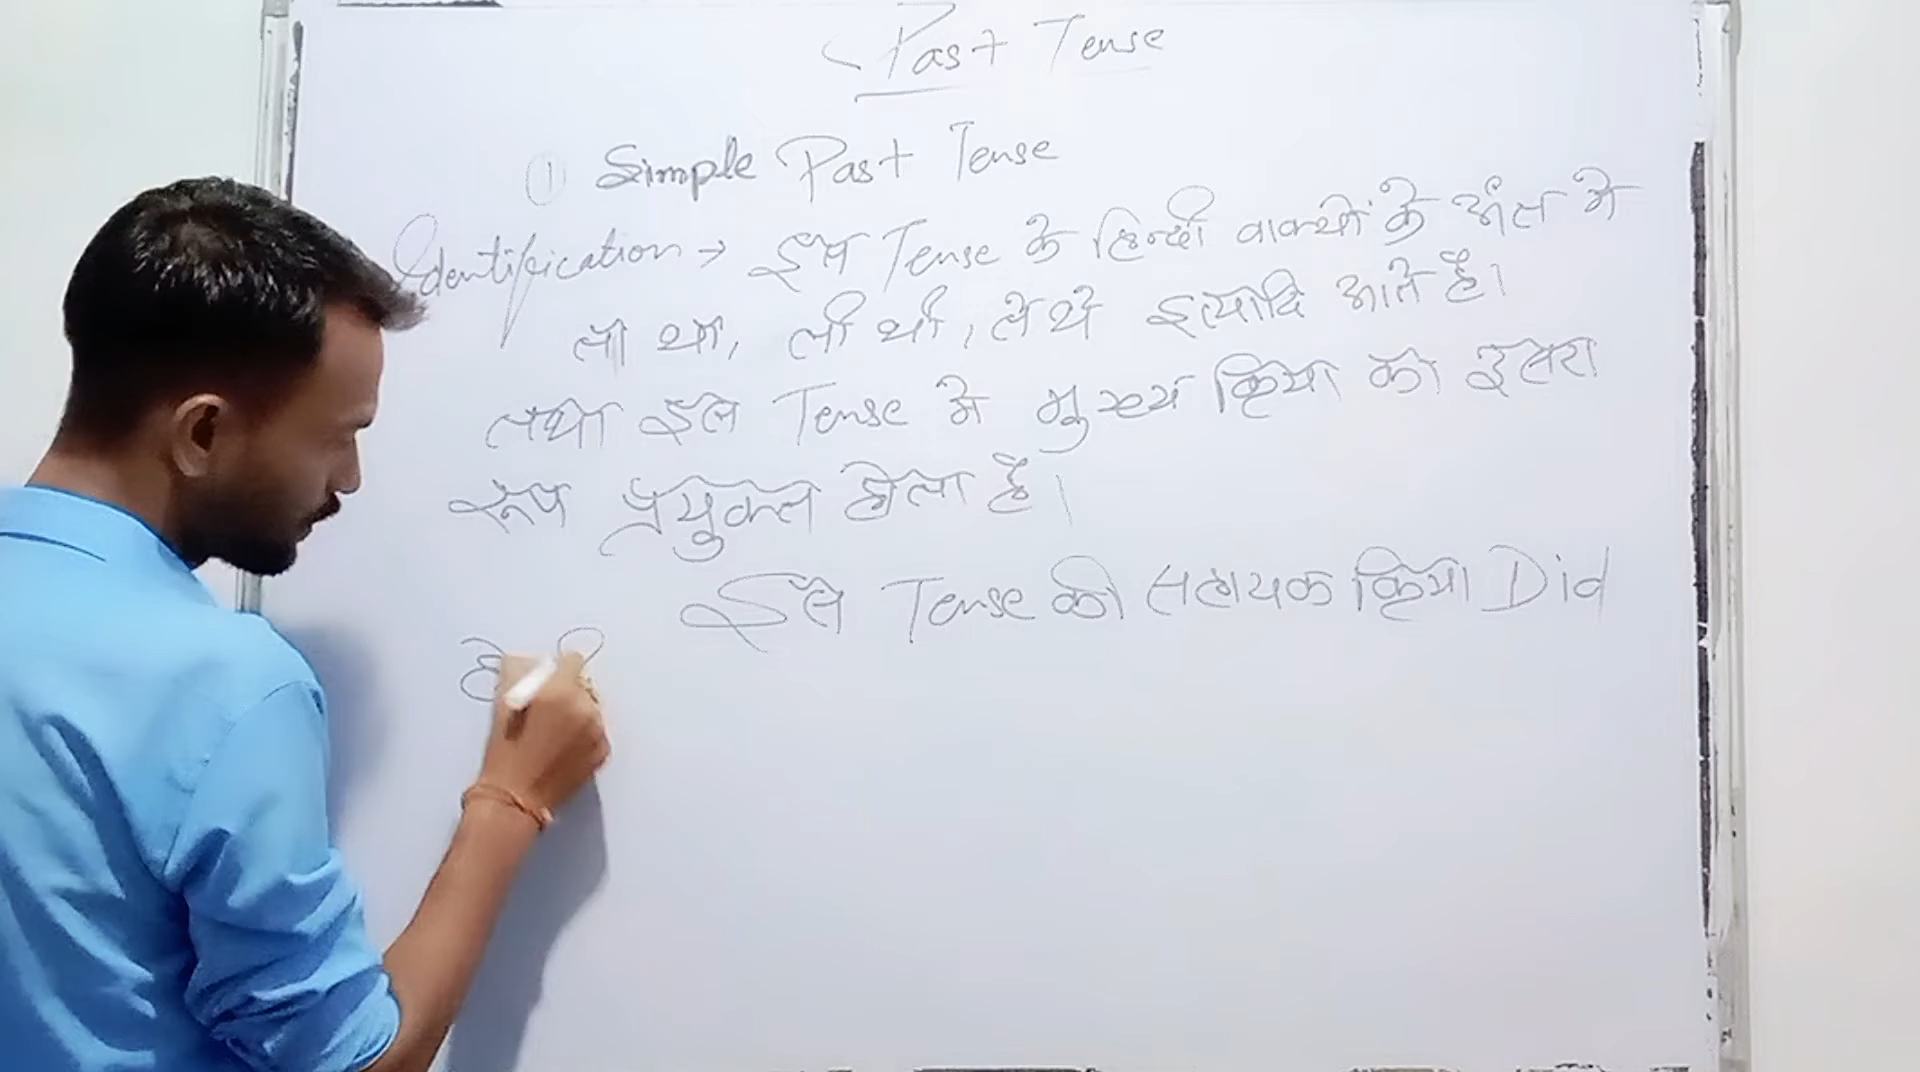 Past Tense
① Simple Past Tense
Identification → इस Tense के हिन्दी वाक्यों के अंत मे
ता था, ती थी, ते थे इत्यादि आते है।
तथा इस Tense मे मुख्य क्रिया का दूसरा
रूप प्रयुक्त होता है।
इस Tense की सहायक क्रिया Did